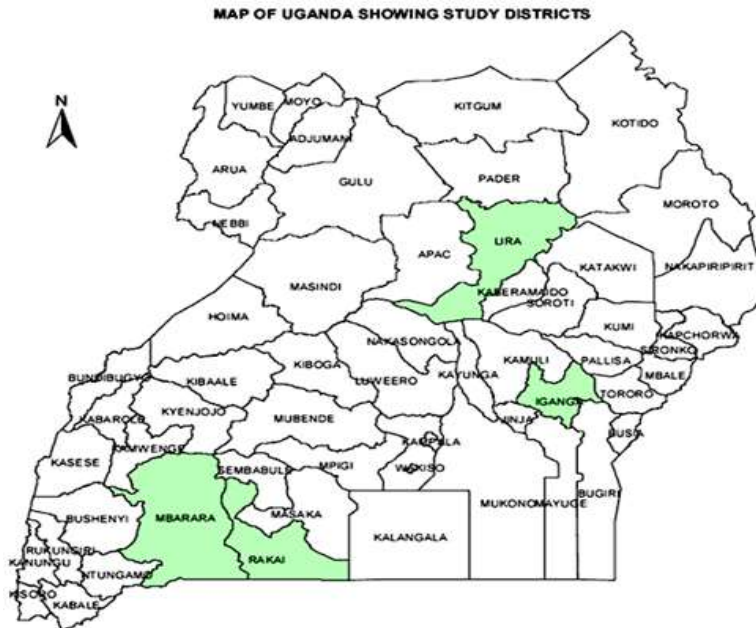 MAP OF UGANDA SHOWING STUDY DISTRICTS
N
YUMBE
MOYO
ADJUMANI
KITGUM
KOTIDO
ARUA
GULU
PADER
MOROTO
NEBBI
LIRA
APAC
KATAKWI
NAKAPIRIPIRIT
MASINDI
KABERAMAIDO
SOROTI
HOIMA
KUMI
KAPCHORWA
NAKASONGOLA
SIRONKO
KAMULI
PALLISA
BUNDIBUGYO
KIBOGA
KIBAALE
LUWEERO
KAYUNGA
MBALE
IGANGA
TORORO
KABAROLE
KYENJOJO
MUBENDE
JINJA
BUSIA
KAMWENGE
KAMPALA
KASESE
SEMBABULE
MPIGI
WAKISO
MBARARA
MASAKA
MUKONO
MAYUGE
BUGIRI
BUSHENYI
KALANGALA
RUKUNGIRI
KANUNGU
RAKAI
NTUNGAMO
KISORO
KABALE